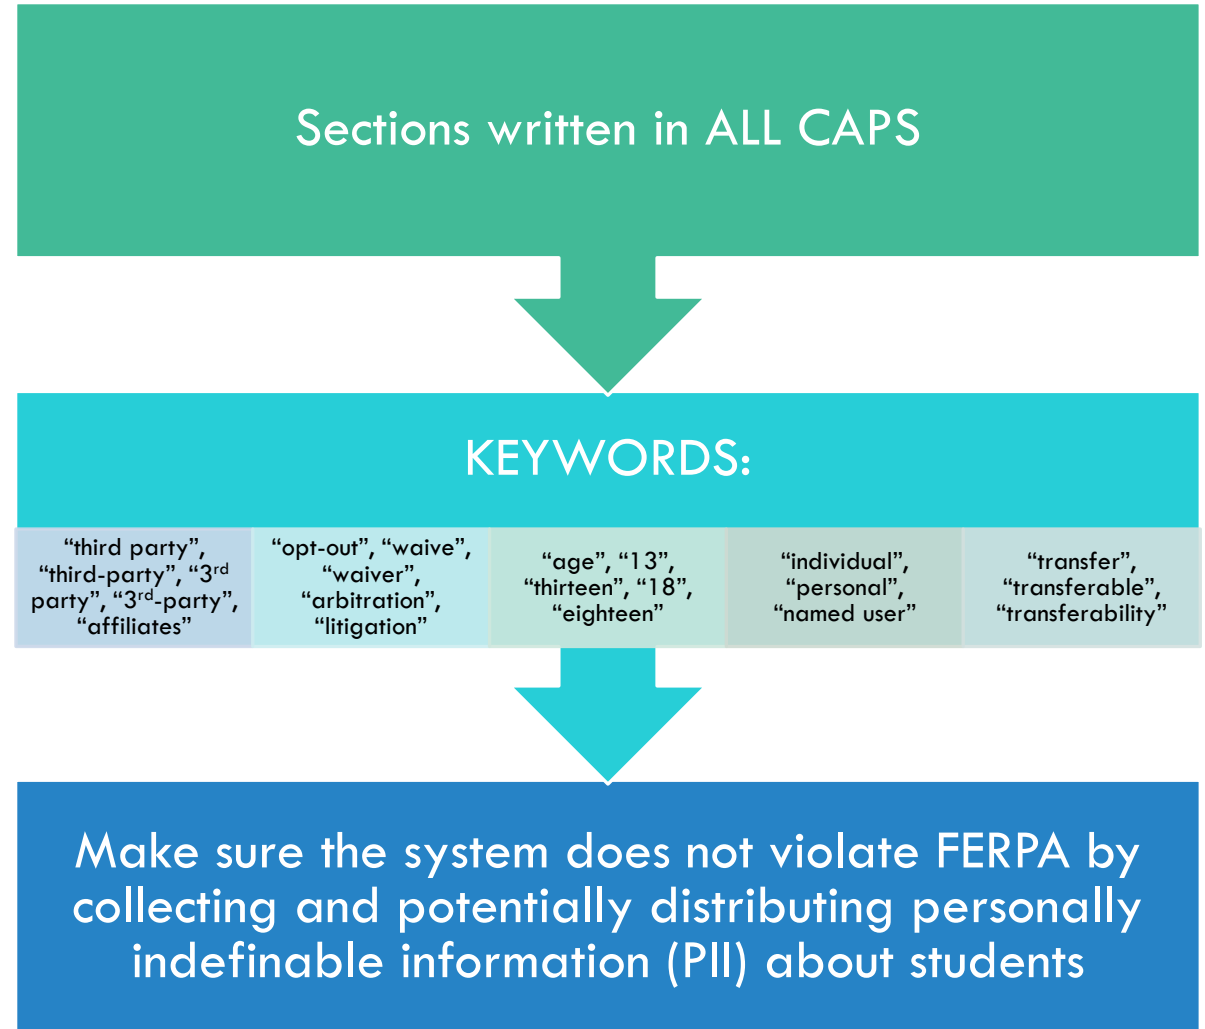 Sections written in ALL CAPS
KEYWORDS:
“third party”,
“third-party”, “3rd
party”, “3rd-party”,
“affiliates”
“opt-out”, “waive”,
“waiver”,
“arbitration”,
“litigation”
“age”, “13”,
“thirteen”, “18”,
“eighteen”
“individual”,
“personal”,
“named user”
“transfer”,
“transferable”,
“transferability”
Make sure the system does not violate FERPA by
collecting and potentially distributing personally
indefinable information (PII) about students